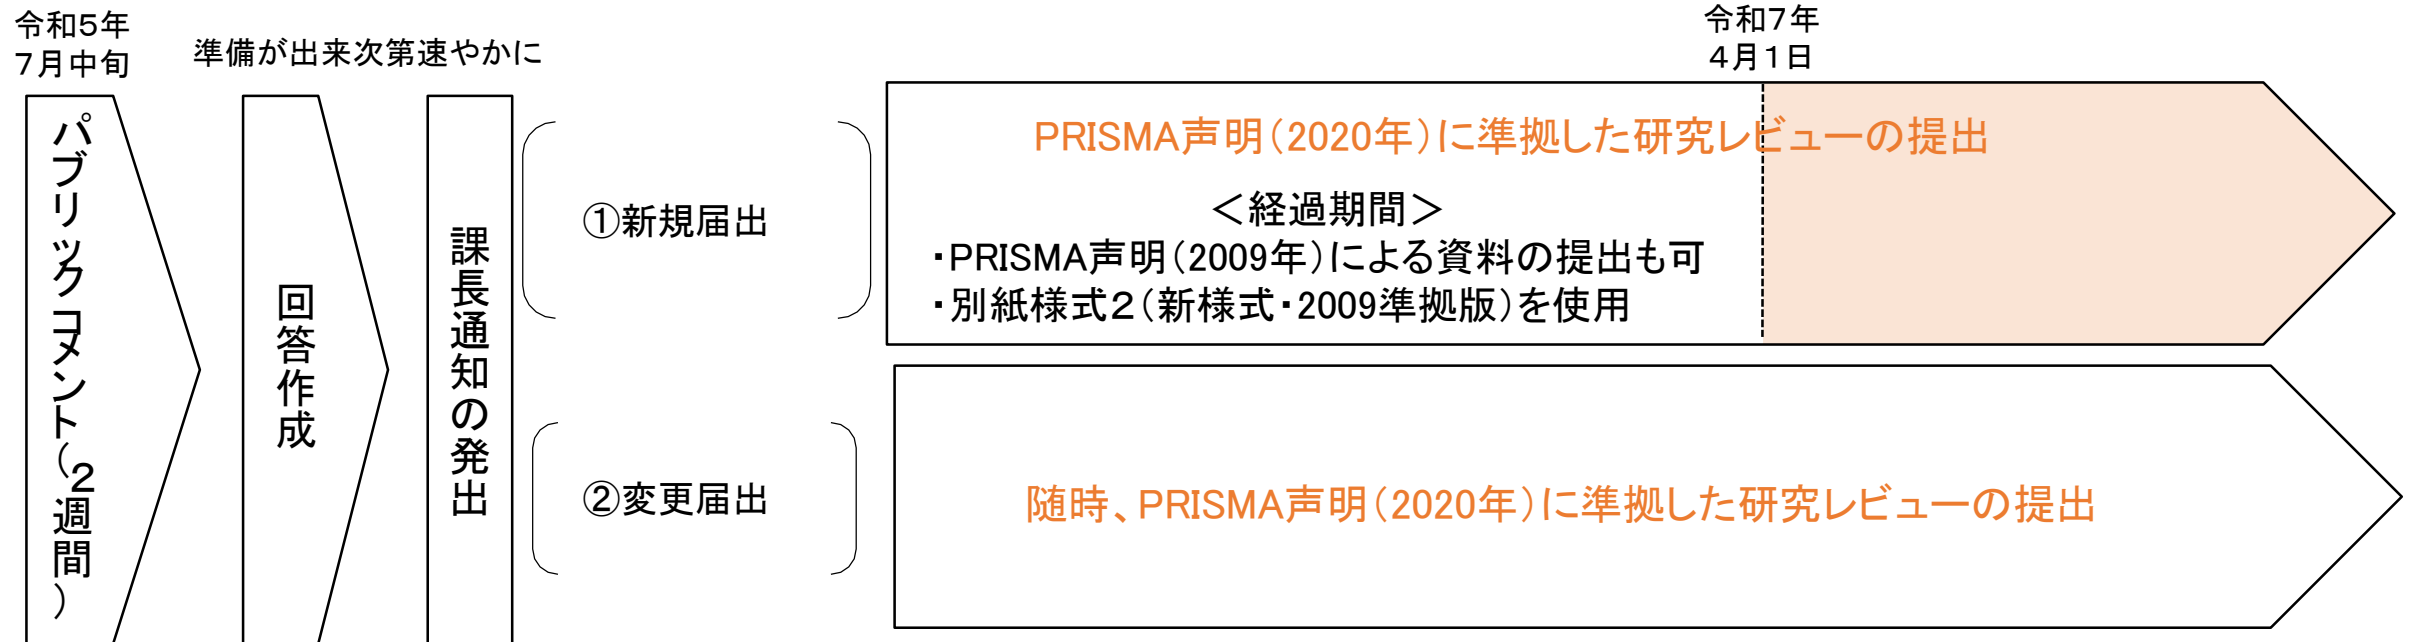 令和5年
7月中旬
準備が出来次第速やかに
令和7年
4月1日
パブリックコメント(2週間)
回答作成
課長通知の発出
①新規届出
PRISMA声明(2020年)に準拠した研究レビューの提出
<経過期間>
・PRISMA声明(2009年)による資料の提出も可
・別紙様式2(新様式・2009準拠版)を使用
②変更届出
随時、PRISMA声明(2020年)に準拠した研究レビューの提出